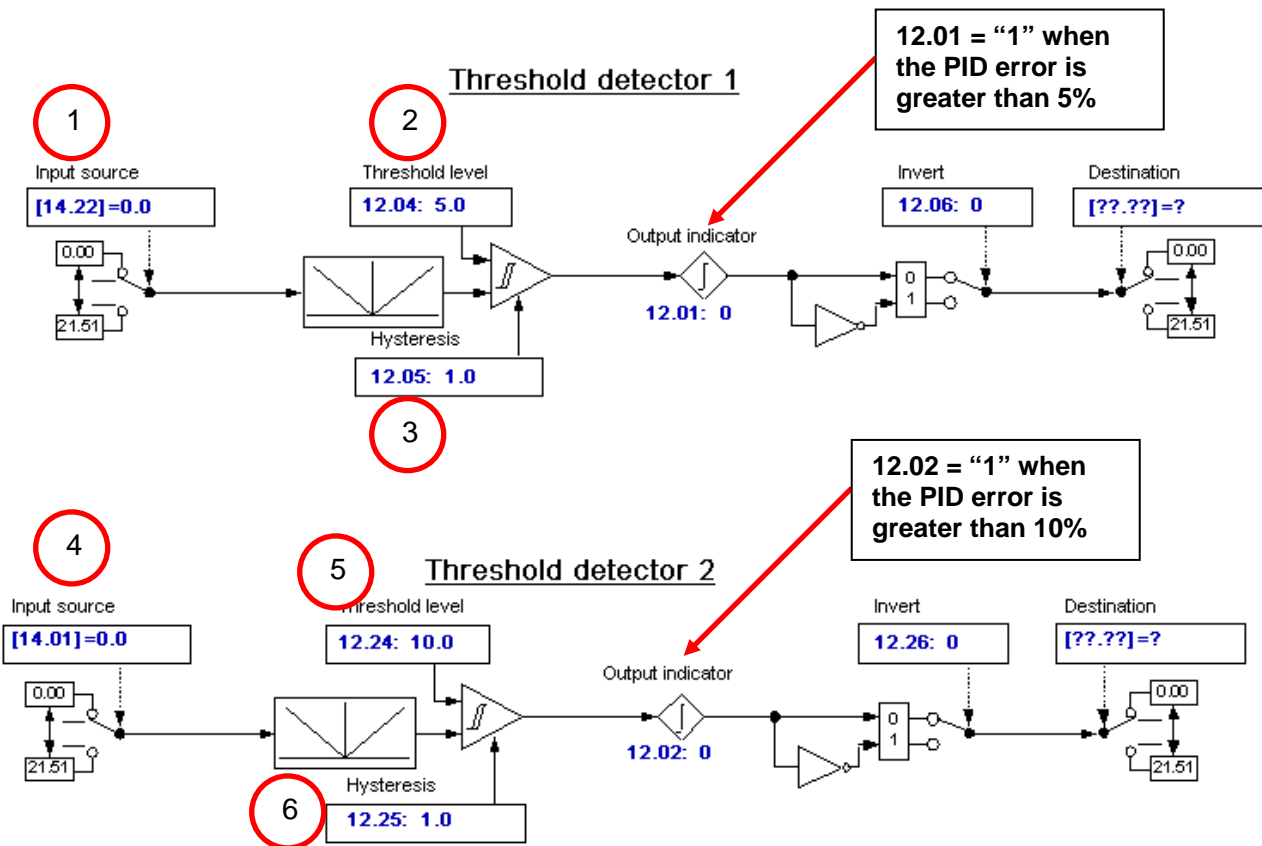 12.01 = “1” when
the PID error is
greater than 5%
Threshold detector 1
1
2
Input source
Threshold level
Invert
Destination
[14.22]=0.0
12.04: 5.0
12.06: 0
[??.??]=?
Output indicator
0.00
0.00
0
1
21.51
12.01: 0
21.51
Hysteresis
12.05: 1.0
3
12.02 = “1” when
the PID error is
greater than 10%
4
5
Threshold detector 2
Input source
Threshold level
Invert
Destination
[14.01]=0.0
12.24: 10.0
12.26: 0
[??.??]=?
Output indicator
0.00
0.00
0
1
12.02: 0
21.51
21.51
Hysteresis
6
12.25: 1.0